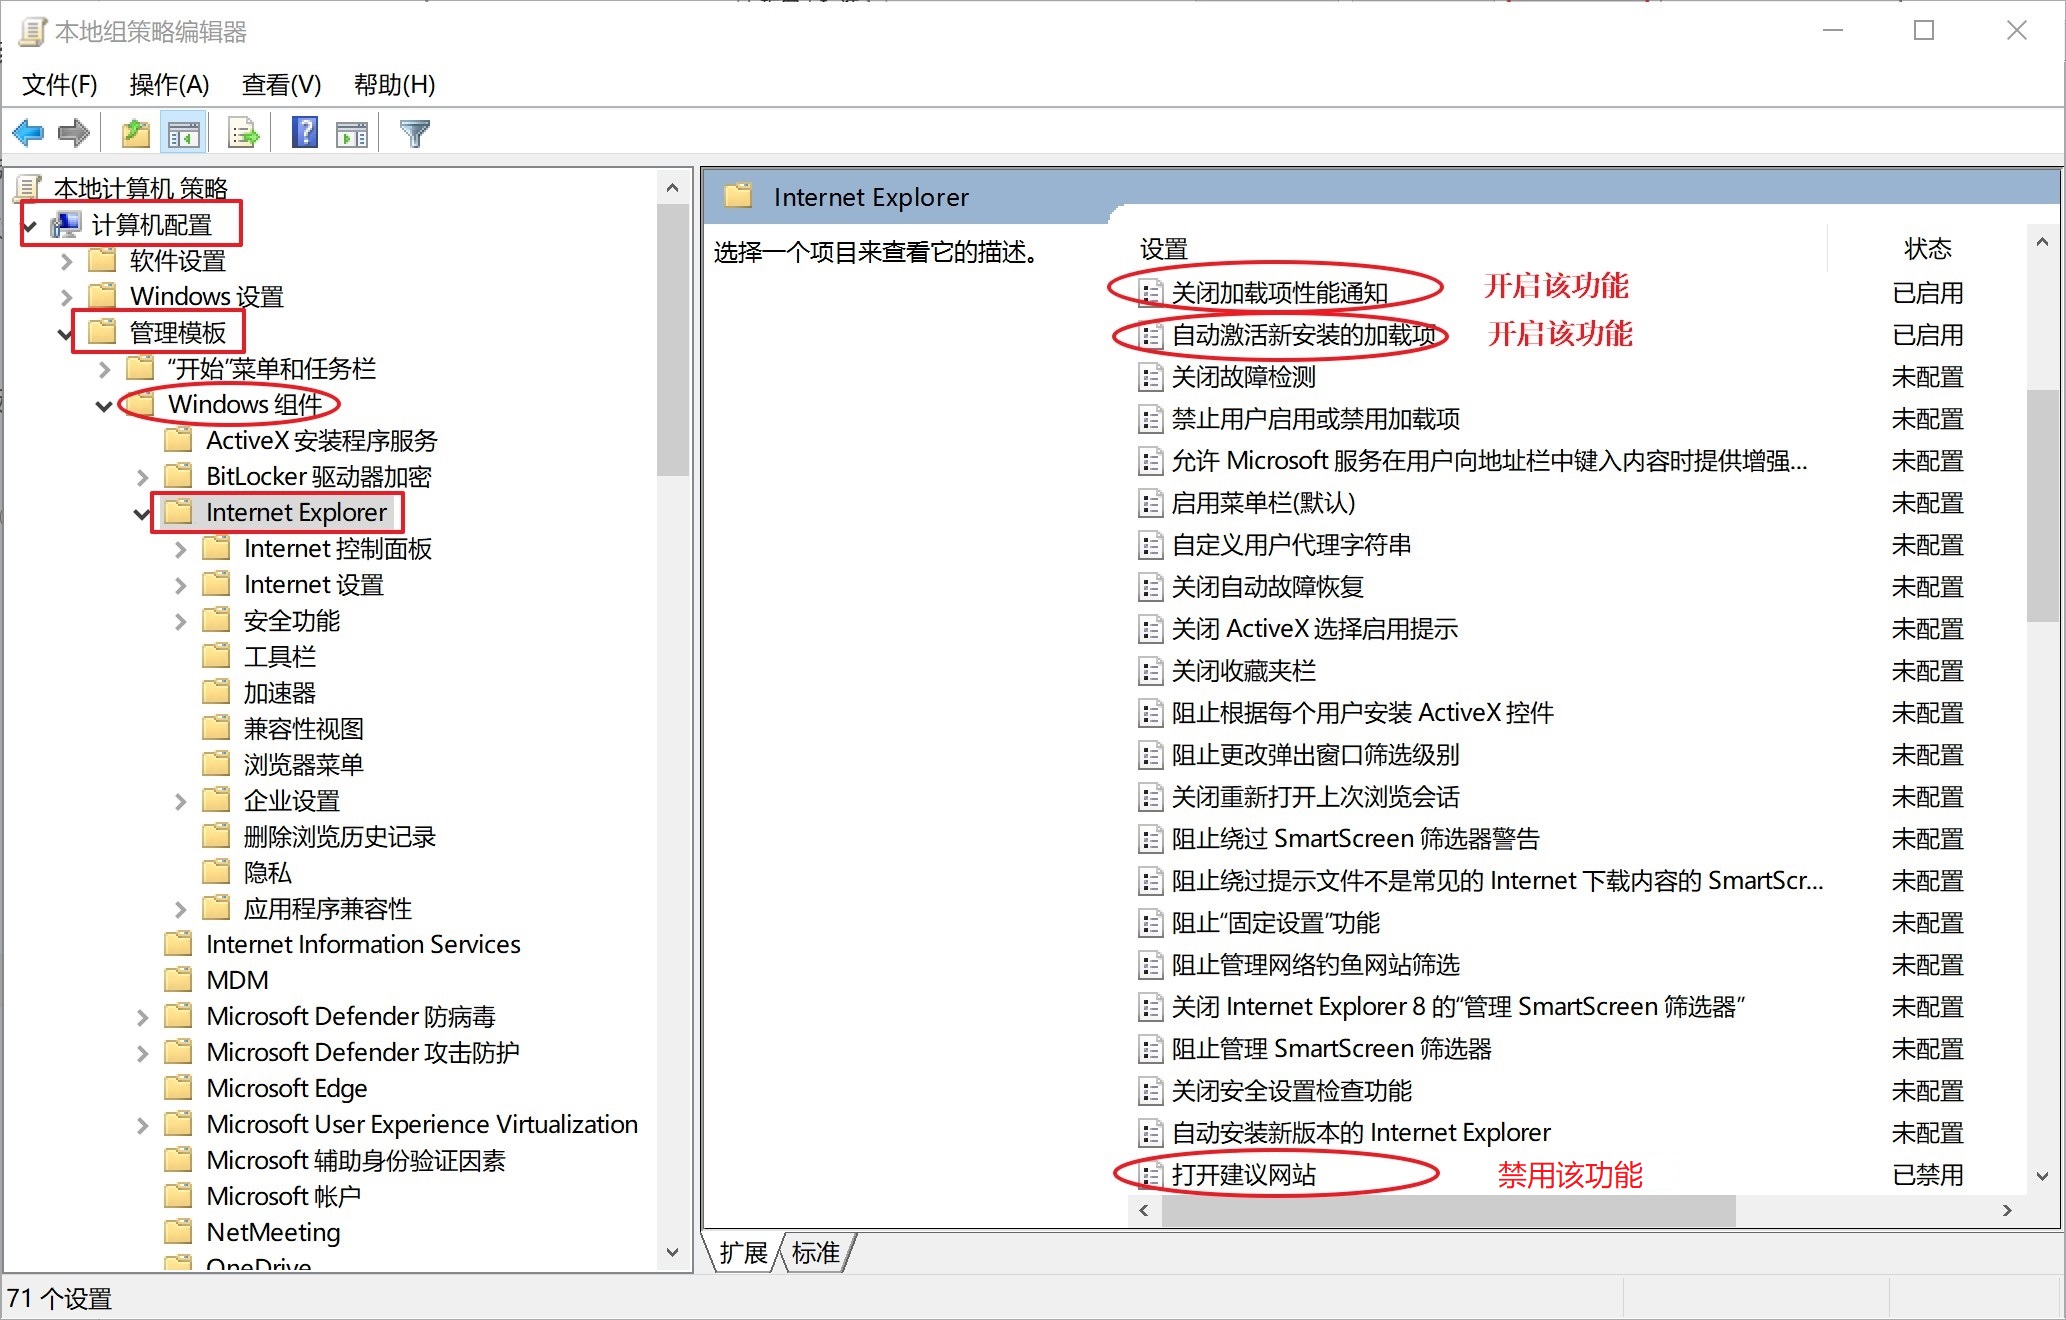 本地组策略编辑器
文件(F) 操作(A) 查看(V) 帮助(H)
本地计算机 策略
计算机配置
软件设置
Windows 设置
管理模板
“开始”菜单和任务栏
Windows 组件
ActiveX 安装程序服务
BitLocker 驱动器加密
Internet Explorer
Internet 控制面板
Internet 设置
安全功能
工具栏
加速器
兼容性视图
浏览器菜单
企业设置
删除浏览历史记录
隐私
应用程序兼容性
Internet Information Services
MDM
Microsoft Defender 防病毒
Microsoft Defender 攻击防护
Microsoft Edge
Microsoft User Experience Virtualization
Microsoft 辅助身份验证因素
Microsoft 帐户
NetMeeting
OneDrive
Internet Explorer
选择一个项目来查看它的描述。
设置 状态
关闭加载项性能通知 开启该功能 已启用
自动激活新安装的加载项 开启该功能 已启用
关闭故障检测 未配置
禁止用户启用或禁用加载项 未配置
允许 Microsoft 服务在用户向地址栏中键入内容时提供增强... 未配置
启用菜单栏(默认) 未配置
自定义用户代理字符串 未配置
关闭自动故障恢复 未配置
关闭 ActiveX 选择启用提示 未配置
关闭收藏夹栏 未配置
阻止根据每个用户安装 ActiveX 控件 未配置
阻止更改弹出窗口筛选级别 未配置
关闭重新打开上次浏览会话 未配置
阻止绕过 SmartScreen 筛选器警告 未配置
阻止绕过提示文件不是常见的 Internet 下载内容的 SmartScr... 未配置
阻止“固定设置”功能 未配置
阻止管理网络钓鱼网站筛选 未配置
关闭 Internet Explorer 8 的“管理 SmartScreen 筛选器” 未配置
阻止管理 SmartScreen 筛选器 未配置
关闭安全设置检查功能 未配置
自动安装新版本的 Internet Explorer 未配置
打开建议网站 禁用该功能 已禁用
扩展 标准
71 个设置